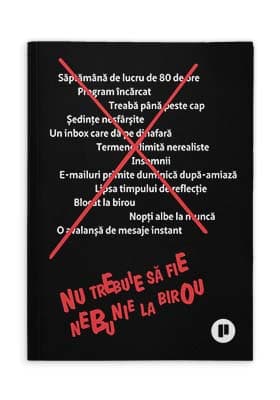 Săptămână de lucru de 80 de ore
Program încărcat
Treabă până peste cap
Ședințe nesfârșite
Un inbox care dă pe dinafară
Termene limită nerealiste
Insomnii
E-mailuri primite duminică după-amiază
Lipsa timpului de reflecție
Blocat la birou
Nopți albe la muncă
O avalanșă de mesaje instant
NU TREBUIE SĂ FIE
NEBUNIE LA BIROU